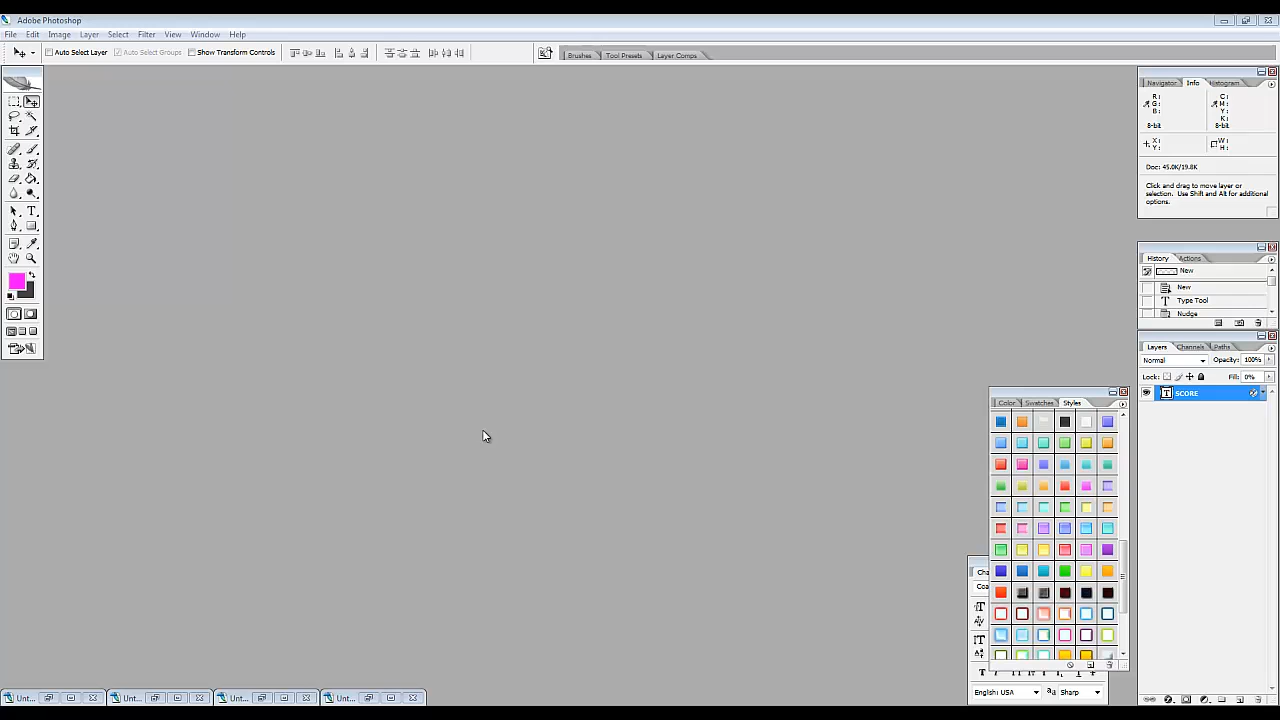 Adobe Photoshop
File Edit Image Layer Select Filter View Window Help
Auto Select Layer Auto Select Groups Show Transform Controls Brushes Tool Presets Layer Comps
Navigator Info Histogram
R: C:
G: M:
B: Y:
K:
8-bit 8-bit
X: W:
Y: H:
Doc: 45.0K/19.8K
Click and drag to move layer or
selection. Use Shift and Alt for additional
options.
History Actions
New
New
Type Tool
Nudge
Layers Channels Paths
Normal Opacity: 100%
Lock: Fill: 0%
SCORE
Color Swatches Styles
Cha
Coa
English: USA aa Sharp
Unt... Unt... Unt... Unt...